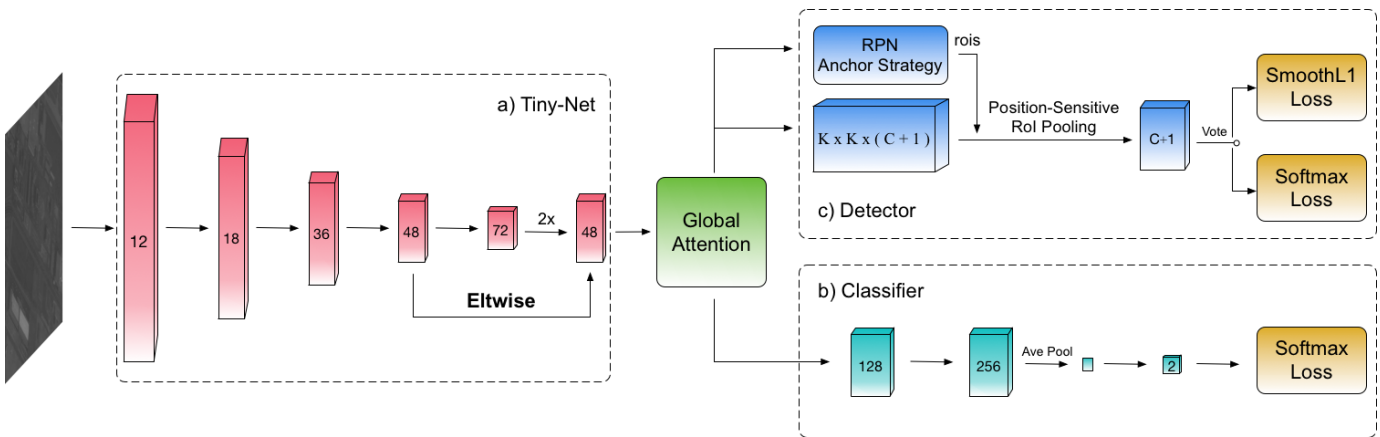 a) Tiny-Net
12
18
36
48
72
2x
48
Eltwise
Global
Attention
RPN
Anchor Strategy
rois
K x K x ( C + 1 )
Position-Sensitive
RoI Pooling
C+1
Vote
SmoothL1
Loss
Softmax
Loss
c) Detector
b) Classifier
128
256
Ave Pool
2
Softmax
Loss